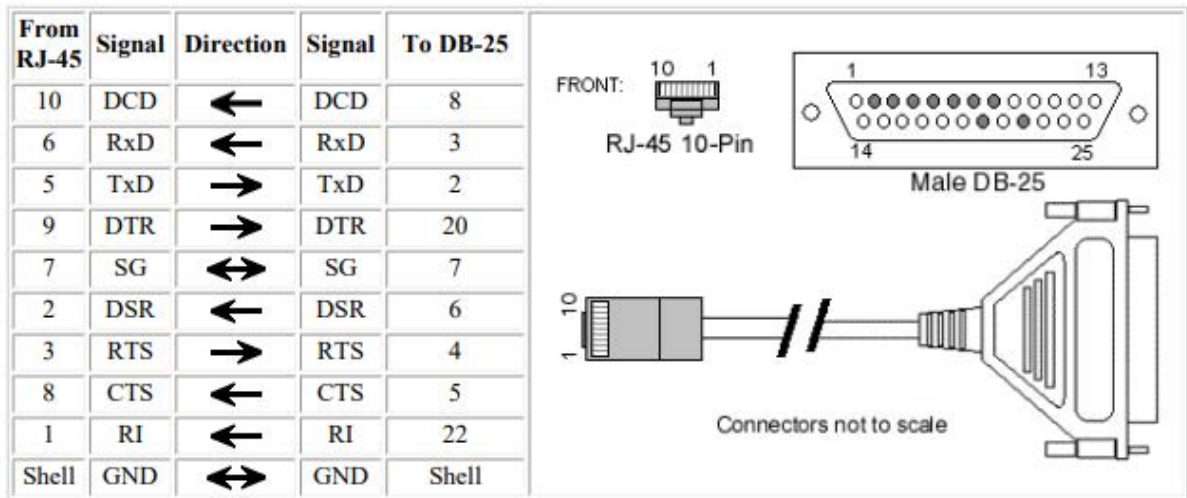 From RJ-45 Signal Direction Signal To DB-25
10 DCD ← DCD 8
6 RxD ← RxD 3
5 TxD → TxD 2
9 DTR → DTR 20
7 SG ↔ SG 7
2 DSR ← DSR 6
3 RTS → RTS 4
8 CTS ← CTS 5
1 RI ← RI 22
Shell GND ↔ GND Shell
FRONT:
10 1
RJ-45 10-Pin
1 13
14 25
Male DB-25
10
1
Connectors not to scale